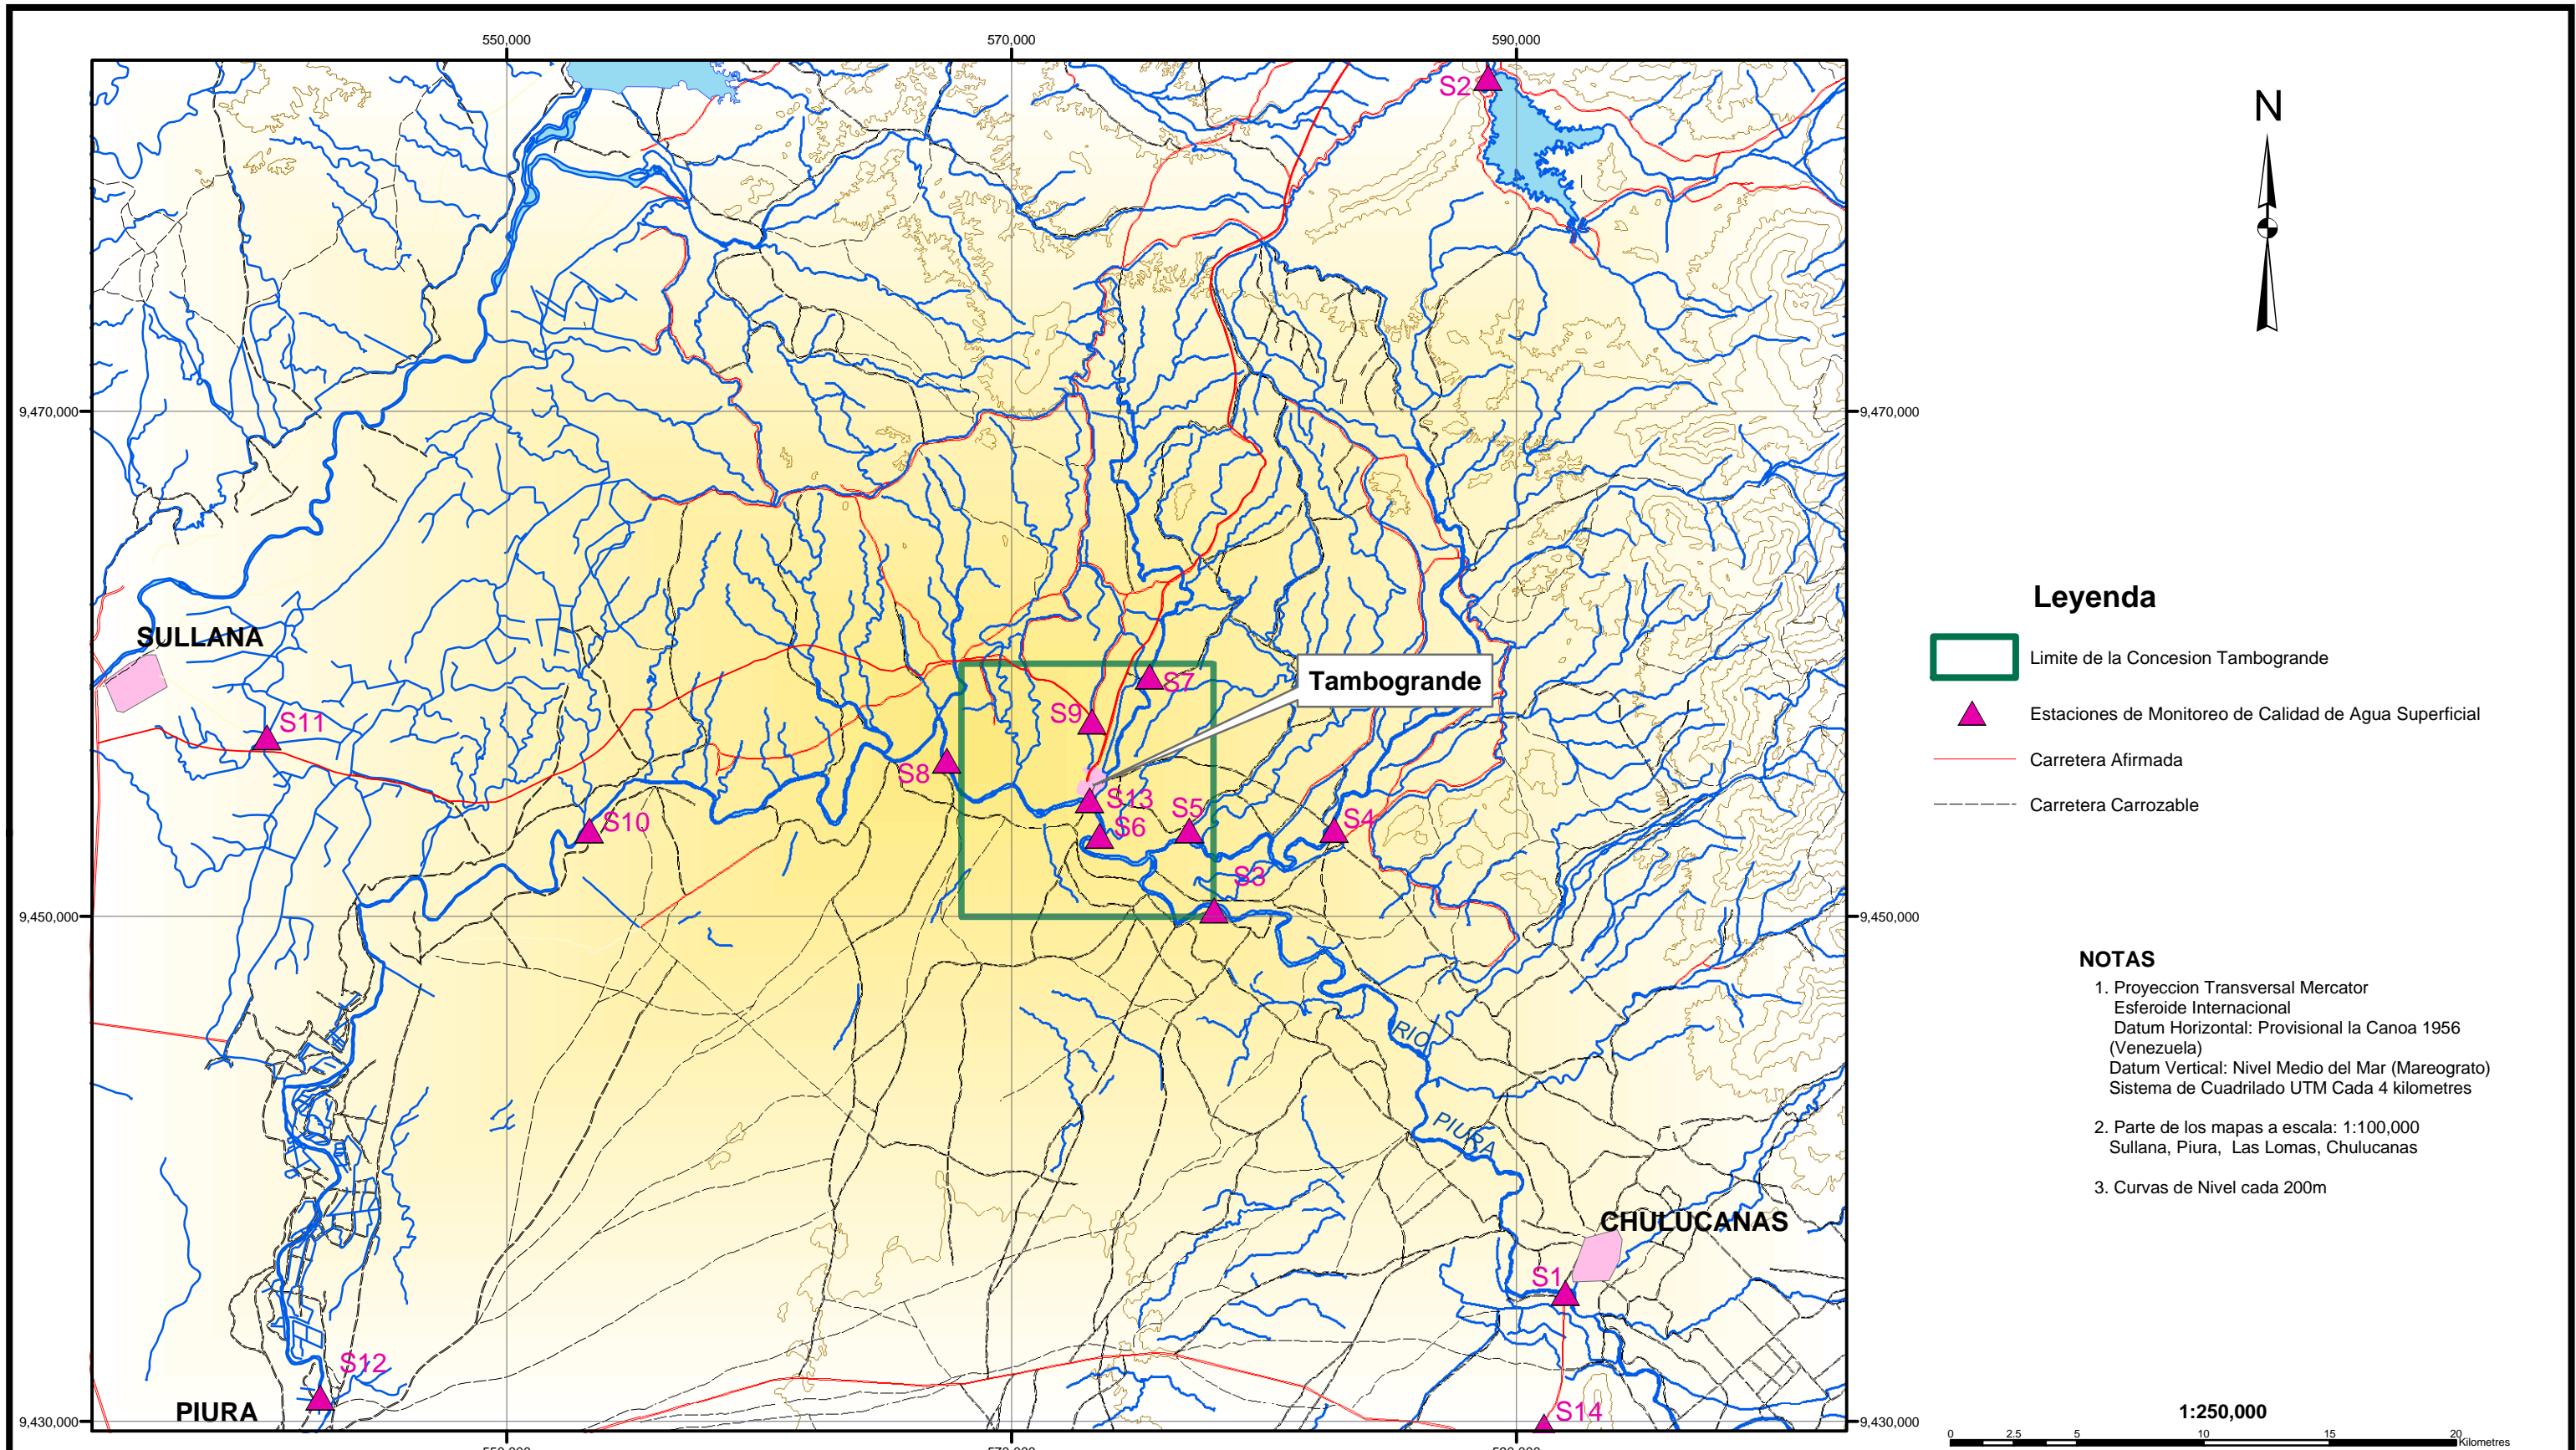 550,000
570,000
590,000
S2
N
9,470,000
9,470,000
Leyenda
SULLANA
Limite de la Concesion Tambogrande
Tambogrande
S7
S9
S11
Estaciones de Monitoreo de Calidad de Agua Superficial
Carretera Afirmada
S8
S13
S5
S10
S6
S4
Carretera Carrozable
S3
9,450,000
9,450,000
NOTAS
1. Proyeccion Transversal Mercator
Esferoide Internacional
Datum Horizontal: Provisional la Canoa 1956
(Venezuela)
Datum Vertical: Nivel Medio del Mar (Mareograto)
Sistema de Cuadrilado UTM Cada 4 kilometres
RIO
PIURA
2. Parte de los mapas a escala: 1:100,000
Sullana, Piura, Las Lomas, Chulucanas
3. Curvas de Nivel cada 200m
CHULUCANAS
S1
S12
PIURA
S14
1:250,000
9,430,000
9,430,000
0 2.5 5 10 15 20
Kilometres
550,000
570,000